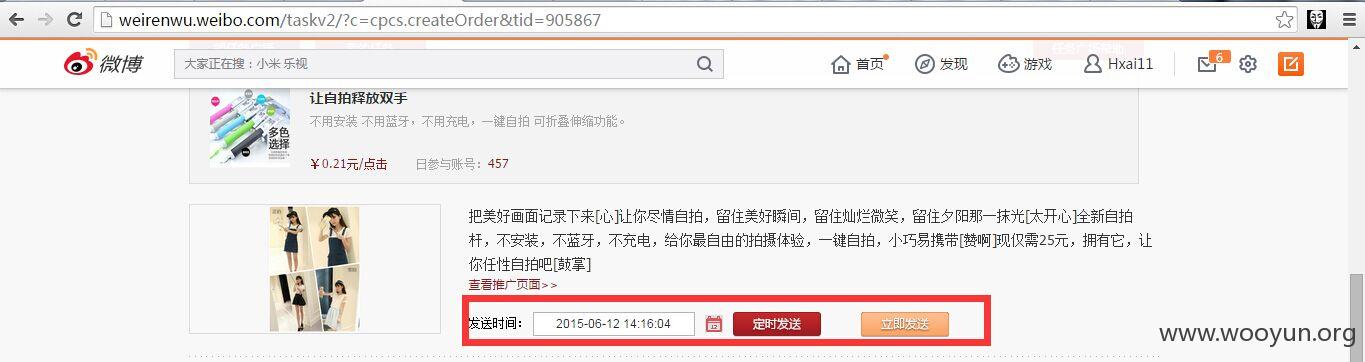 weirenwu.weibo.com/taskv2/?c=cpcs.createOrder&tid=905867
微博
大家正在搜：小米 乐视
首页
发现
游戏
Hxai11
6
让自拍释放双手
不用安装 不用蓝牙，不用充电，一键自拍 可折叠伸缩功能。
多色
选择
￥0.21元/点击
日参与账号：457
把美好画面记录下来[心]让你尽情自拍，留住美好瞬间，留住灿烂微笑，留住夕阳那一抹光[太开心]全新自拍
杆，不安装，不蓝牙，不充电，给你最自由的拍摄体验，一键自拍，小巧易携带[赞啊]现仅需25元，拥有它，让
你任性自拍吧[鼓掌]
查看推广页面>>
发送时间：
2015-06-12 14:16:04
12
定时发送
立即发送
www.wooyun.org